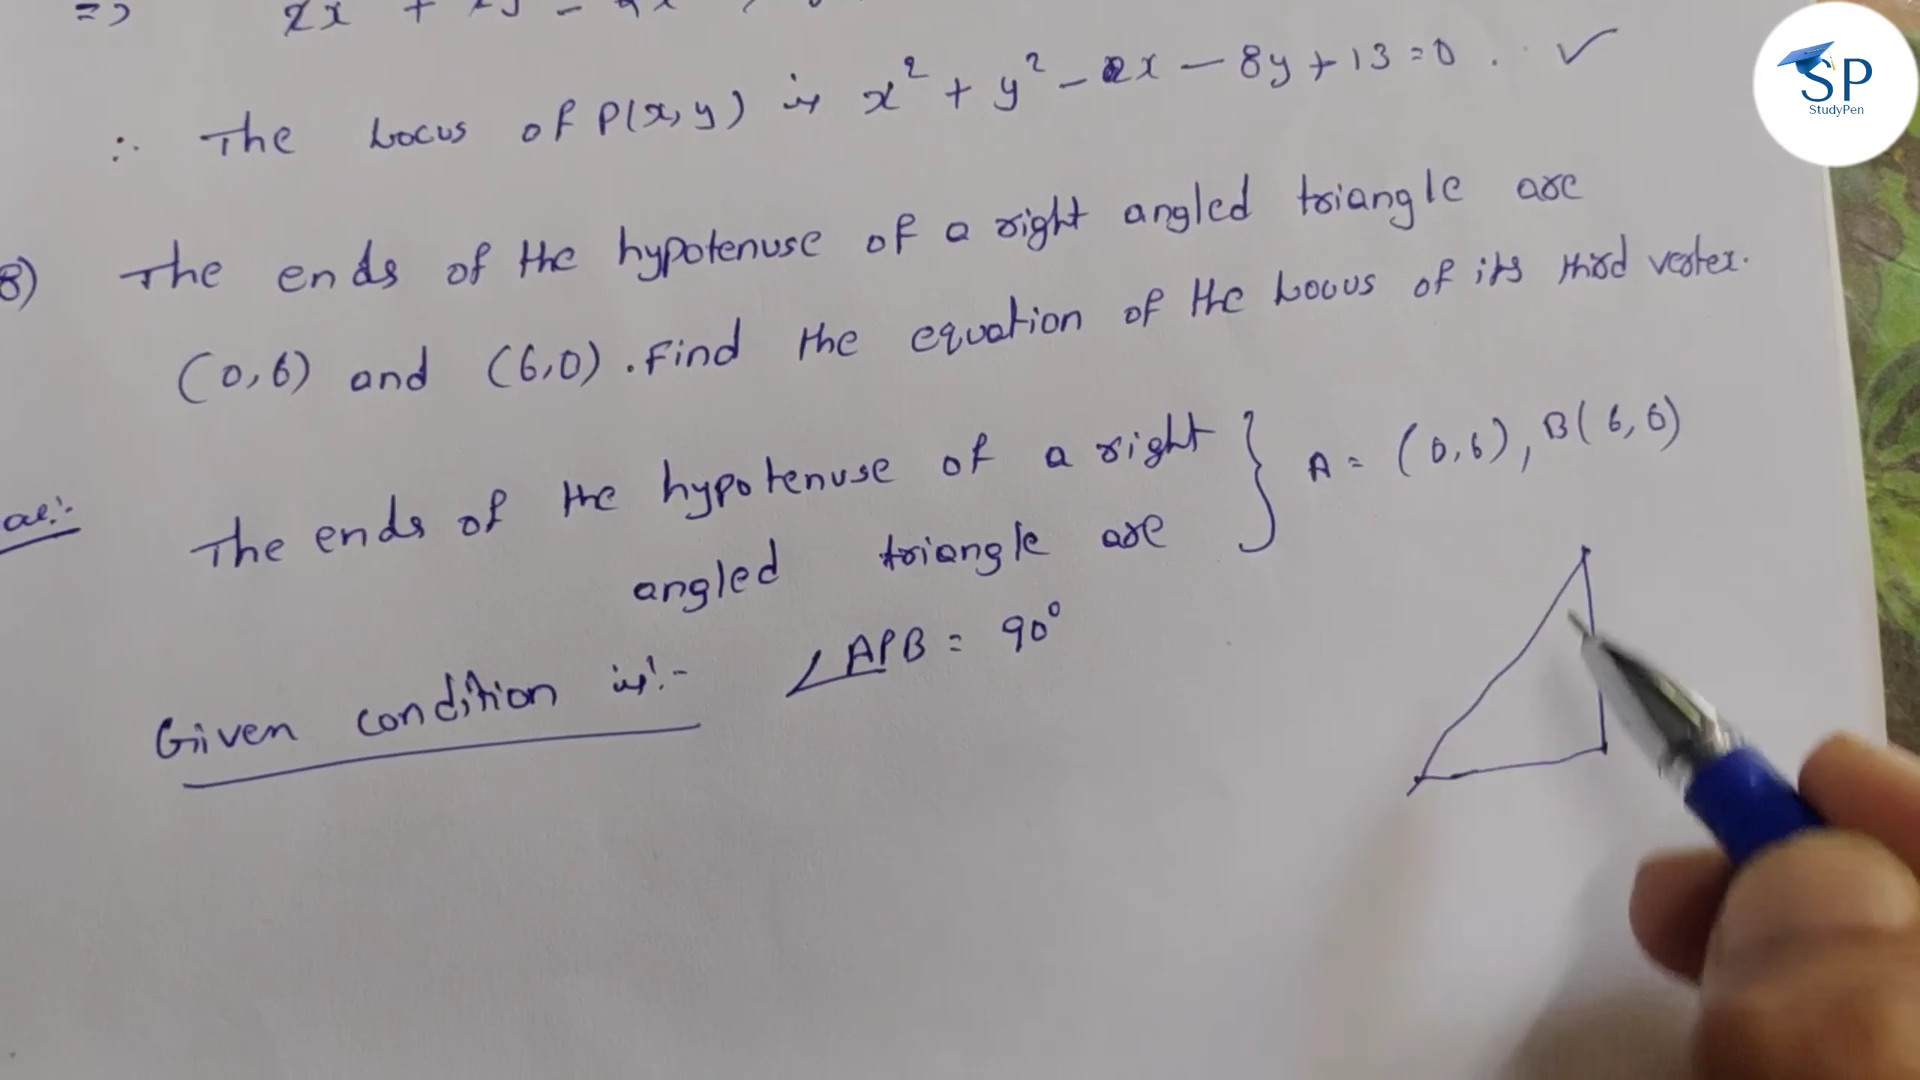 =>
∴ The Locus of P(x,y) is x² + y² - 2x - 8y + 13 = 0. ✓
8) The ends of the hypotenuse of a right angled triangle are
(0,6) and (6,0). Find the equation of the Locus of its third vertex.
The ends of the hypotenuse of a right
angled triangle are } A = (0,6), B(6,0)
Given condition is:- ∠APB = 90°
SP
StudyPen